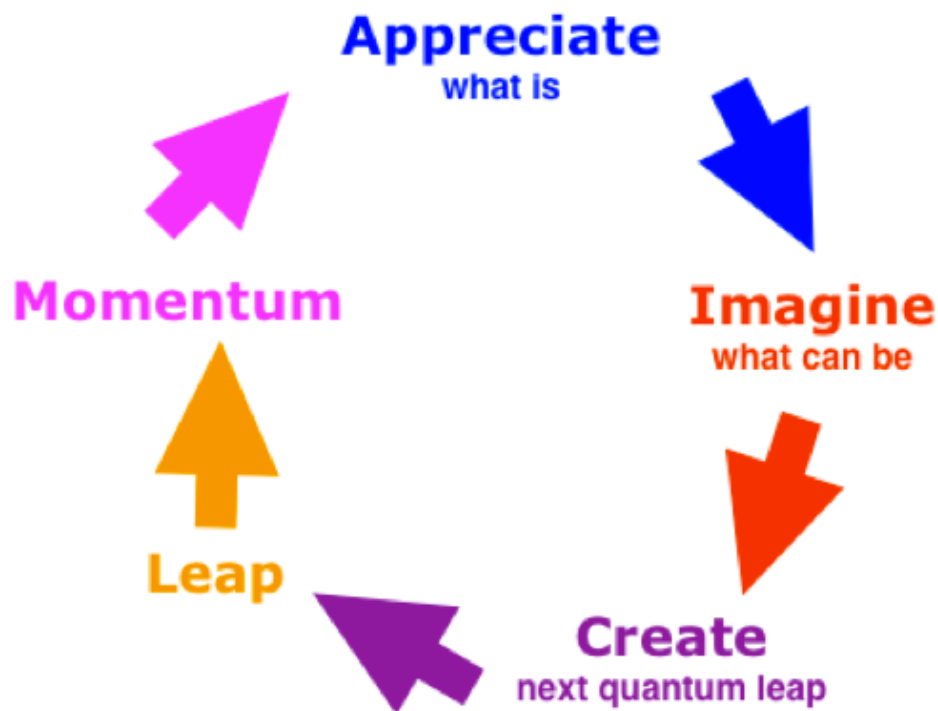 Appreciate
what is
Imagine
what can be
Create
next quantum leap
Leap
Momentum